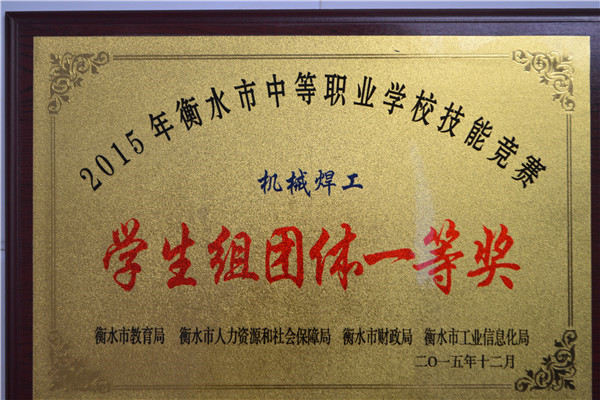 2015年衡水市中等职业学校技能竞赛
机械焊工
学生组团体一等奖
衡水市教育局 衡水市人力资源和社会保障局 衡水市财政局 衡水市工业信息化局
二〇一五年十二月